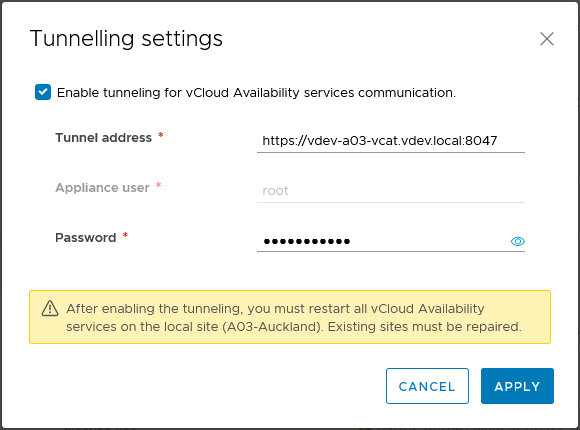 Tunnelling settings
Enable tunneling for vCloud Availability services communication.
Tunnel address *
https://vdev-a03-vcat.vdev.local:8047
Appliance user *
root
Password *
●●●●●●●●●●●
After enabling the tunneling, you must restart all vCloud Availability
services on the local site (A03-Auckland). Existing sites must be repaired.
CANCEL
APPLY